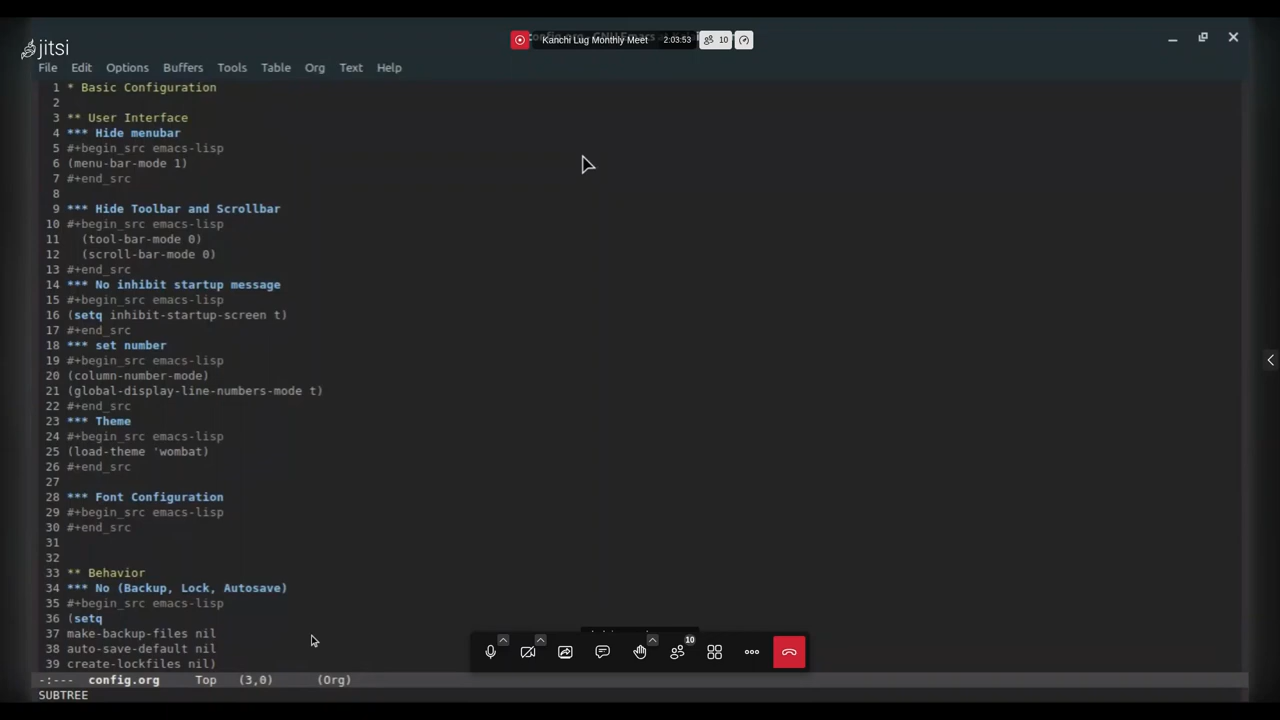 jitsi
Kanchi Lug Monthly Meet 2:03:53 10
File Edit Options Buffers Tools Table Org Text Help
1 * Basic Configuration
2
3 ** User Interface
4 *** Hide menubar
5 #+begin_src emacs-lisp
6 (menu-bar-mode 1)
7 #+end_src
8
9 *** Hide Toolbar and Scrollbar
10 #+begin_src emacs-lisp
11 (tool-bar-mode 0)
12 (scroll-bar-mode 0)
13 #+end_src
14 *** No inhibit startup message
15 #+begin_src emacs-lisp
16 (setq inhibit-startup-screen t)
17 #+end_src
18 *** set number
19 #+begin_src emacs-lisp
20 (column-number-mode)
21 (global-display-line-numbers-mode t)
22 #+end_src
23 *** Theme
24 #+begin_src emacs-lisp
25 (load-theme 'wombat)
26 #+end_src
27
28 *** Font Configuration
29 #+begin_src emacs-lisp
30 #+end_src
31
32
33 ** Behavior
34 *** No (Backup, Lock, Autosave)
35 #+begin_src emacs-lisp
36 (setq
37 make-backup-files nil
38 auto-save-default nil
39 create-lockfiles nil)
10
-:--- config.org Top (3,0) (Org)
SUBTREE